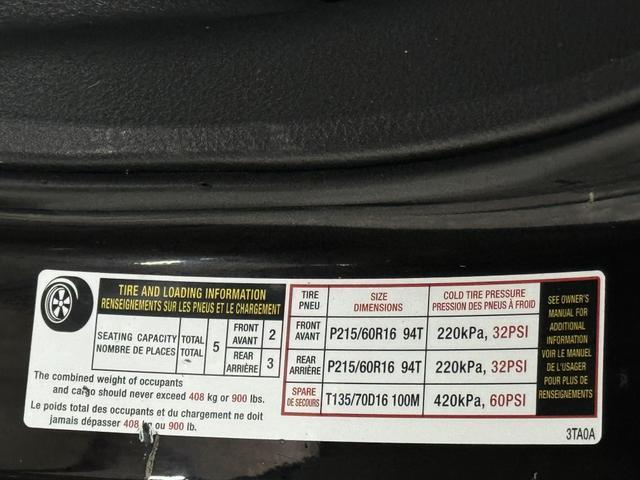 TIRE AND LOADING INFORMATION
RENSEIGNEMENTS SUR LES PNEUS ET LE CHARGEMENT
SEATING CAPACITY
NOMBRE DE PLACES
TOTAL
TOTAL
5
FRONT
AVANT
2
REAR
ARRIÈRE
3
The combined weight of occupants
and cargo should never exceed 408 kg or 900 lbs.
Le poids total des occupants et du chargement ne doit
jamais dépasser 408 kg ou 900 lb.
TIRE
PNEU
SIZE
DIMENSIONS
COLD TIRE PRESSURE
PRESSION DES PNEUS À FROID
FRONT
AVANT
P215/60R16 94T
220kPa, 32PSI
REAR
ARRIÈRE
P215/60R16 94T
220kPa, 32PSI
SPARE
DE SECOURS
T135/70D16 100M
420kPa, 60PSI
SEE OWNER'S
MANUAL FOR
ADDITIONAL
INFORMATION
VOIR LE MANUEL
DE L'USAGER
POUR PLUS DE
RENSEIGNEMENTS
3TA0A